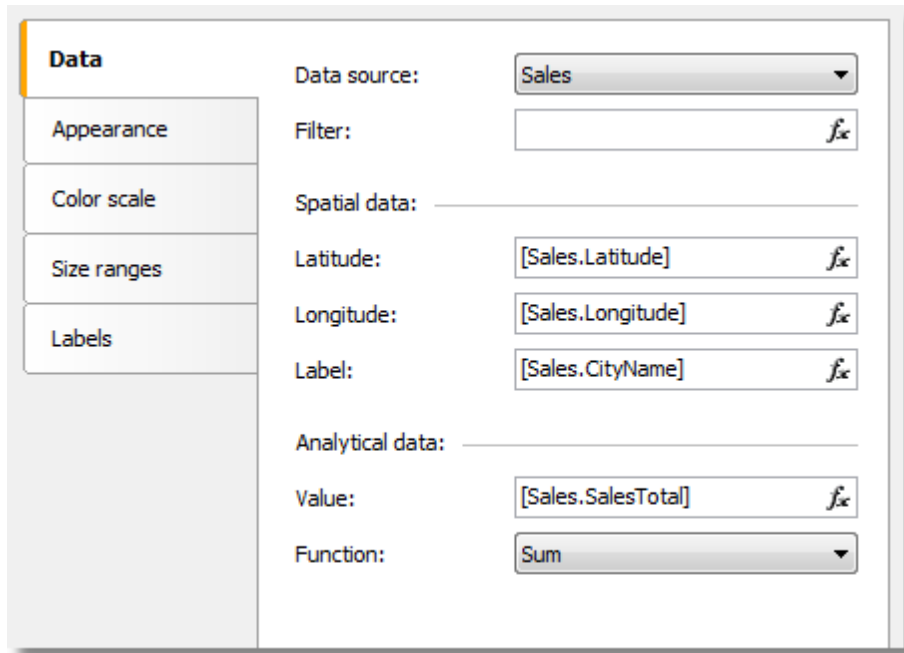 Data
Appearance
Color scale
Size ranges
Labels
Data source: Sales
Filter: fx
Spatial data:
Latitude: [Sales.Latitude] fx
Longitude: [Sales.Longitude] fx
Label: [Sales.CityName] fx
Analytical data:
Value: [Sales.SalesTotal] fx
Function: Sum